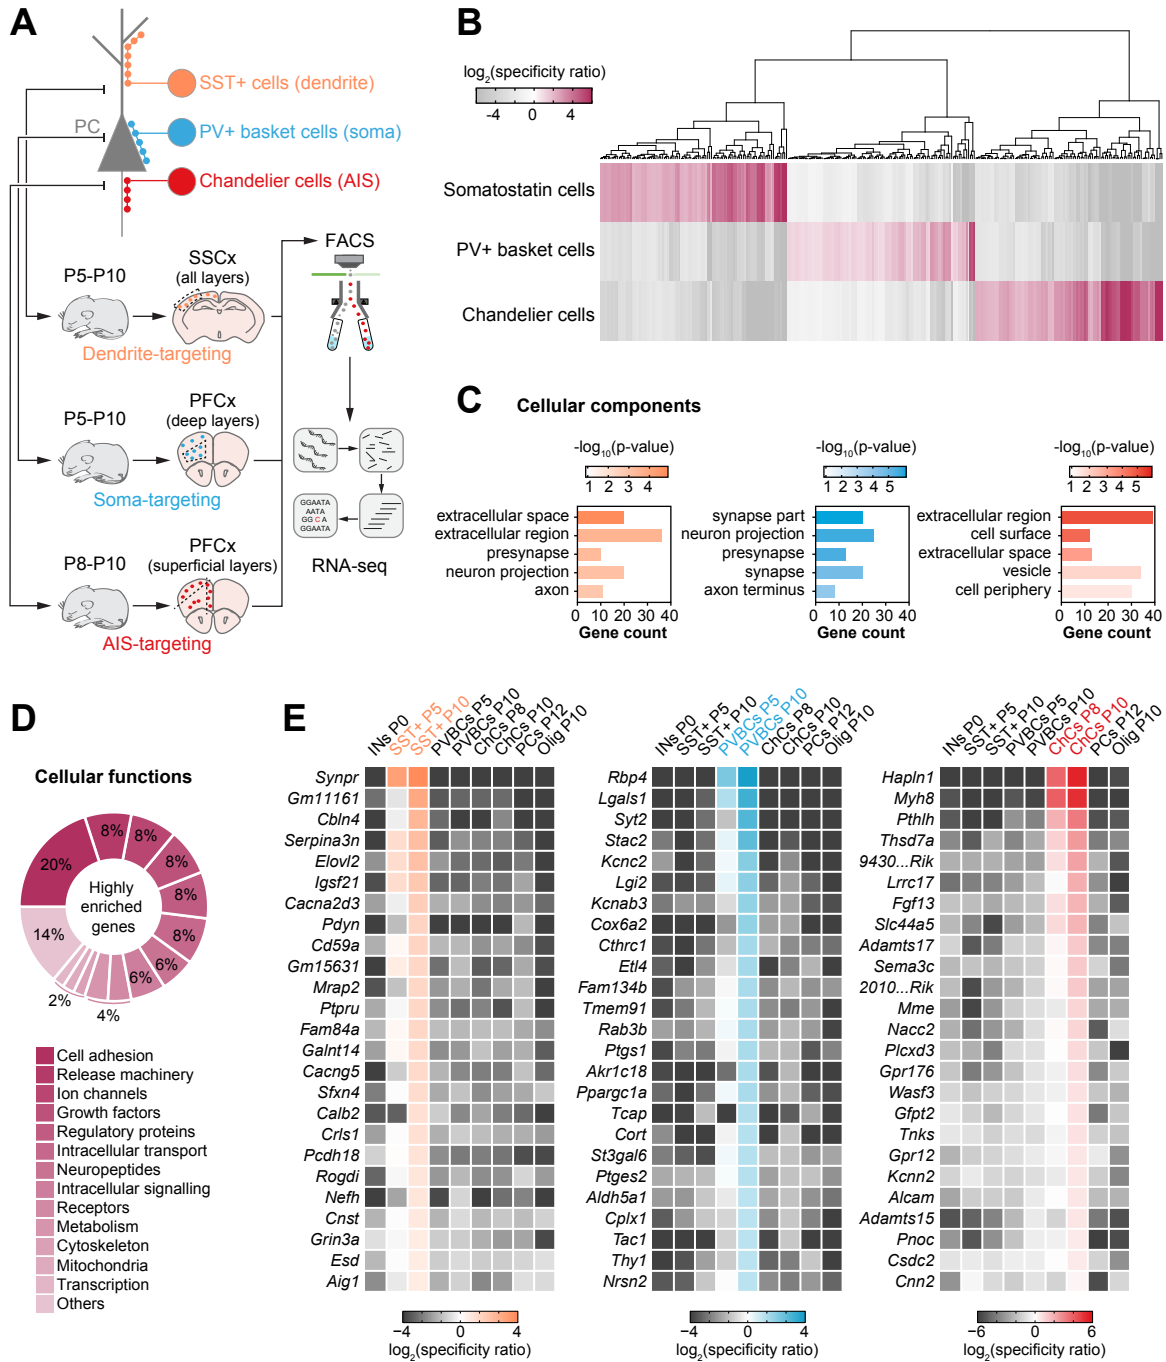 A
SST+ cells (dendrite)
PC
PV+ basket cells (soma)
Chandelier cells (AIS)
P5-P10
SSCx
(all layers)
Dendrite-targeting
FACS
P5-P10
PFCx
(deep layers)
Soma-targeting
GGAATA
AATA
GG C A
GGAATA
RNA-seq
P8-P10
PFCx
(superficial layers)
AIS-targeting
B
log2(specificity ratio)
-4 0 4
Somatostatin cells
PV+ basket cells
Chandelier cells
C
Cellular components
-log10(p-value)
1 2 3 4
extracellular space
extracellular region
presynapse
neuron projection
axon
0 10 20 30 40
Gene count
-log10(p-value)
1 2 3 4 5
synapse part
neuron projection
presynapse
synapse
axon terminus
0 10 20 30 40
Gene count
-log10(p-value)
1 2 3 4 5
extracellular region
cell surface
extracellular space
vesicle
cell periphery
0 10 20 30 40
Gene count
D
Cellular functions
20%
8%
8%
8%
8%
8%
6%
6%
4%
2%
14%
Highly
enriched
genes
Cell adhesion
Release machinery
Ion channels
Growth factors
Regulatory proteins
Intracellular transport
Neuropeptides
Intracellular signalling
Receptors
Metabolism
Cytoskeleton
Mitochondria
Transcription
Others
E
INs P0
SST+ P5
SST+ P10
PVBCs P5
PVBCs P10
ChCs P8
ChCs P10
PCs P12
Olig P10
Synpr
Gm11161
Cbln4
Serpina3n
Elovl2
Igsf21
Cacna2d3
Pdyn
Cd59a
Gm15631
Mrap2
Ptpru
Fam84a
Galnt14
Cacng5
Sfxn4
Calb2
Crls1
Pcdh18
Rogdi
Nefh
Cnst
Grin3a
Esd
Aig1
−4 0 4
log2(specificity ratio)
INs P0
SST+ P5
SST+ P10
PVBCs P5
PVBCs P10
ChCs P8
ChCs P10
PCs P12
Olig P10
Rbp4
Lgals1
Syt2
Stac2
Kcnc2
Lgi2
Kcnab3
Cox6a2
Cthrc1
Etl4
Fam134b
Tmem91
Rab3b
Ptgs1
Akr1c18
Ppargc1a
Tcap
Cort
St3gal6
Ptges2
Aldh5a1
Cplx1
Tac1
Thy1
Nrsn2
−4 0 4
log2(specificity ratio)
INs P0
SST+ P5
SST+ P10
PVBCs P5
PVBCs P10
ChCs P8
ChCs P10
PCs P12
Olig P10
Hapln1
Myh8
Pthlh
Thsd7a
9430...Rik
Lrrc17
Fgf13
Slc44a5
Adamts17
Sema3c
2010...Rik
Mme
Nacc2
Plcxd3
Gpr176
Wasf3
Gfpt2
Tnks
Gpr12
Kcnn2
Alcam
Adamts15
Pnoc
Csdc2
Cnn2
−6 0 6
log2(specificity ratio)